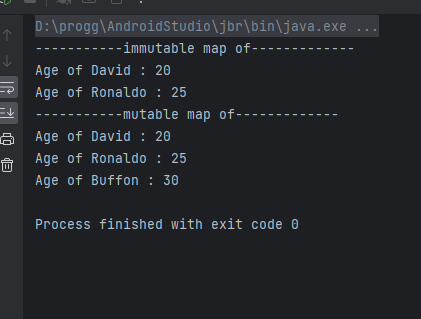 D:\progg\AndroidStudio\jbr\bin\java.exe ...
-----------immutable map of-------------
Age of David : 20
Age of Ronaldo : 25
-----------mutable map of-------------
Age of David : 20
Age of Ronaldo : 25
Age of Buffon : 30
Process finished with exit code 0